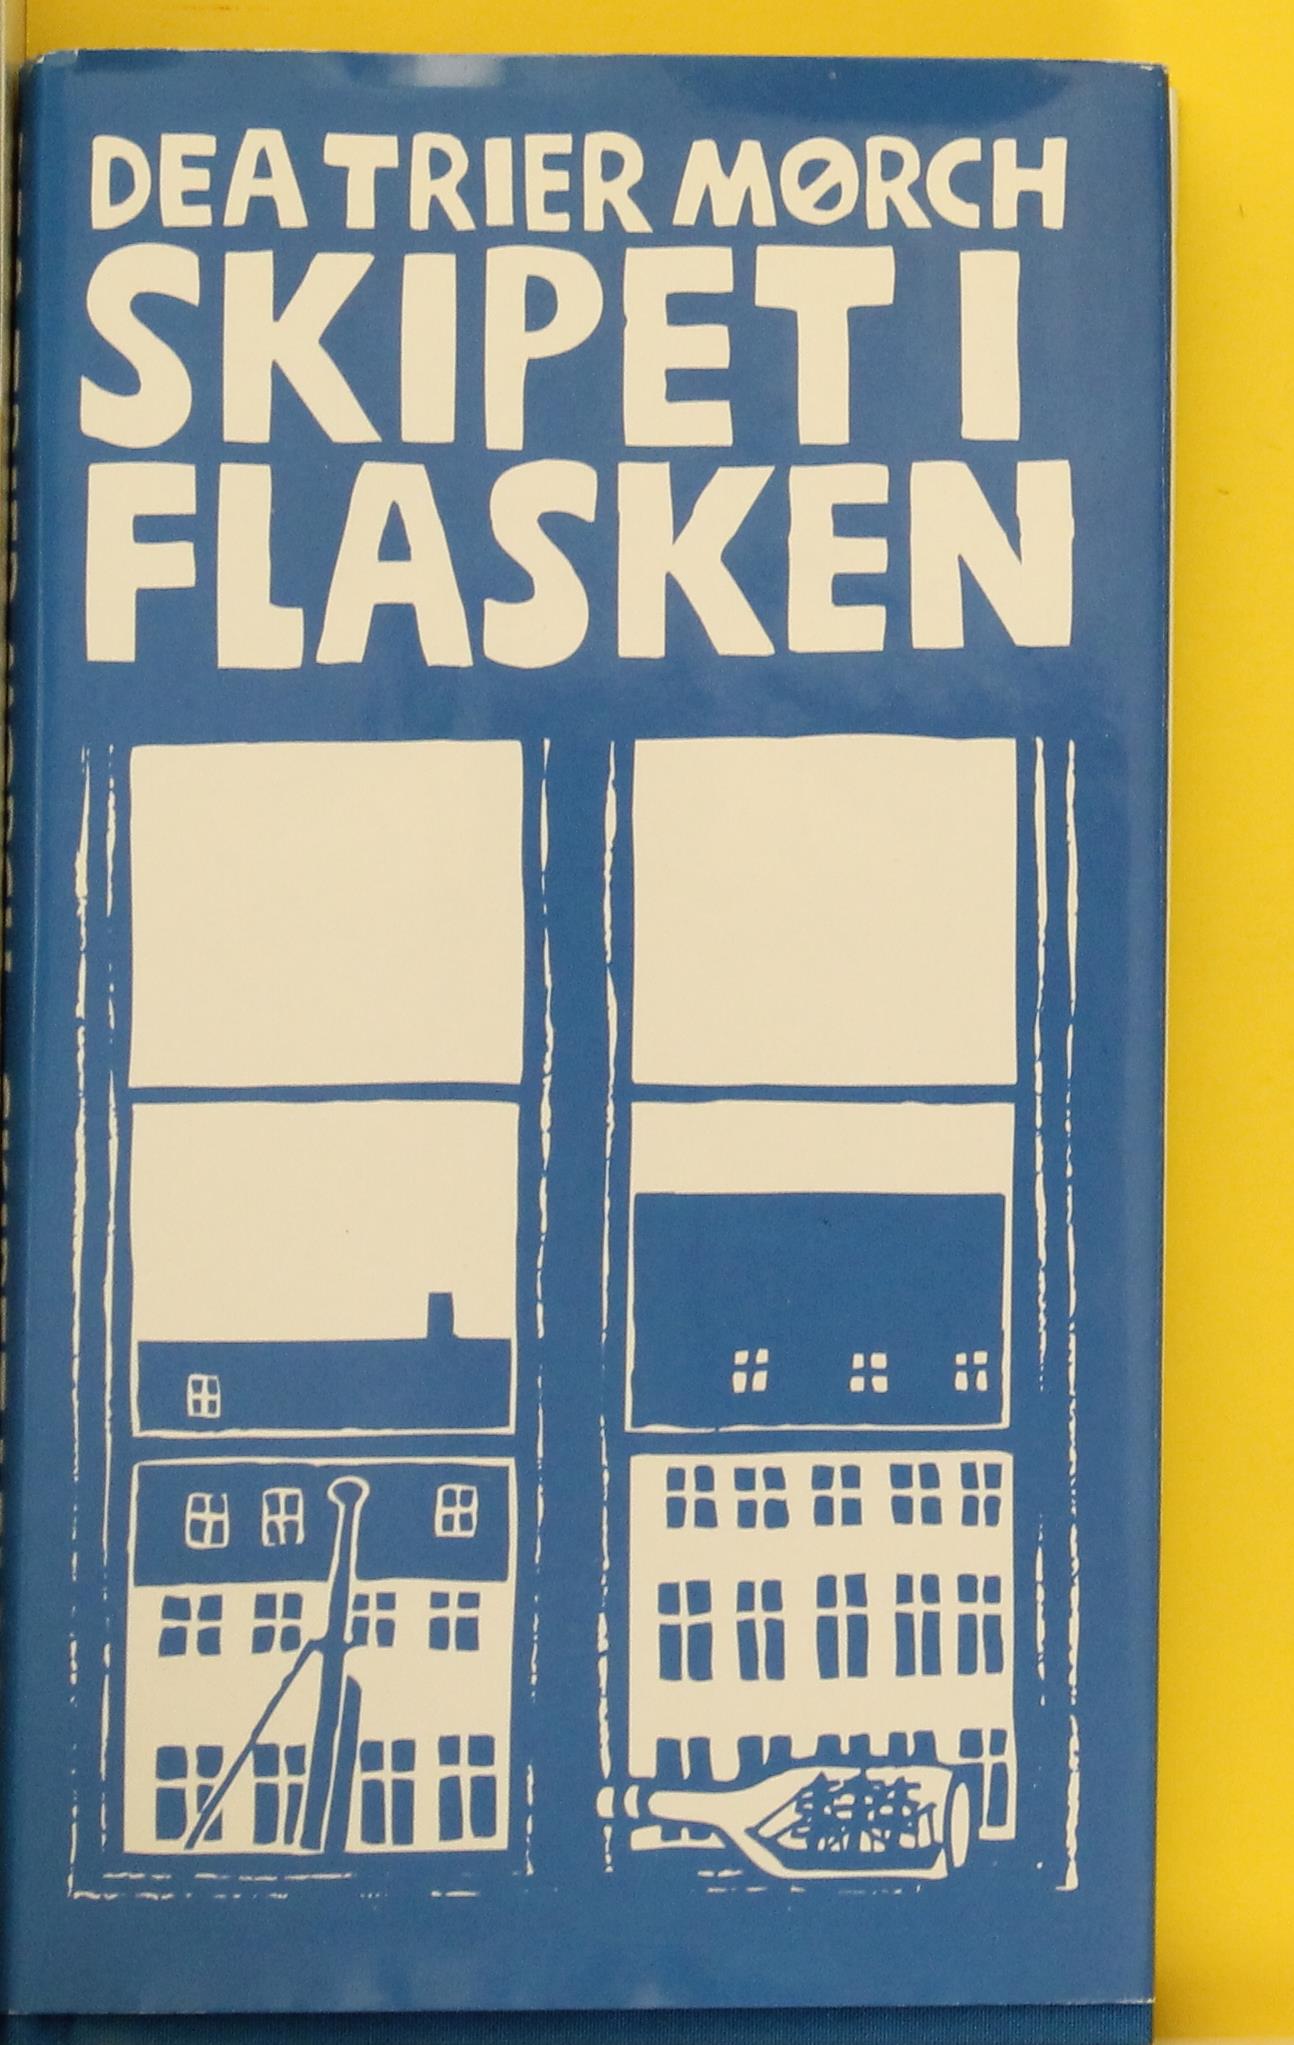 DEA TRIER MØRCH
SKIPET I
FLASKEN